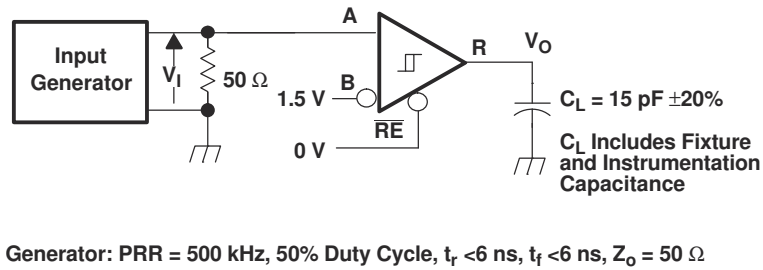 Input
Generator
V_I
50 Ω
A
B
1.5 V
R̅E̅
0 V
R
V_O
C_L = 15 pF ±20%
C_L Includes Fixture
and Instrumentation
Capacitance
Generator: PRR = 500 kHz, 50% Duty Cycle, t_r <6 ns, t_f <6 ns, Z_o = 50 Ω